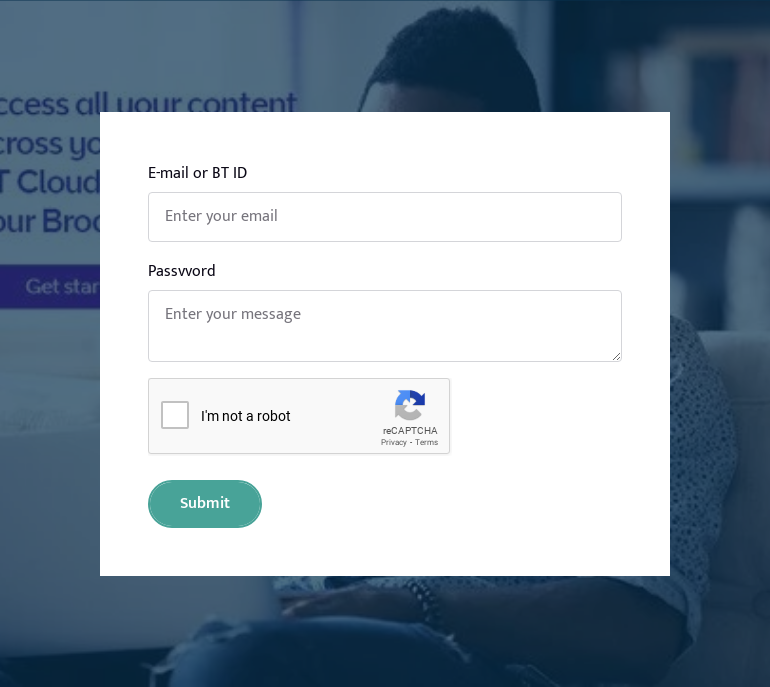 ccess all your content
cross yo
T Cloud
our Broo
Get star
E-mail or BT ID
Enter your email
Passvvord
Enter your message
I'm not a robot
reCAPTCHA
Privacy - Terms
Submit